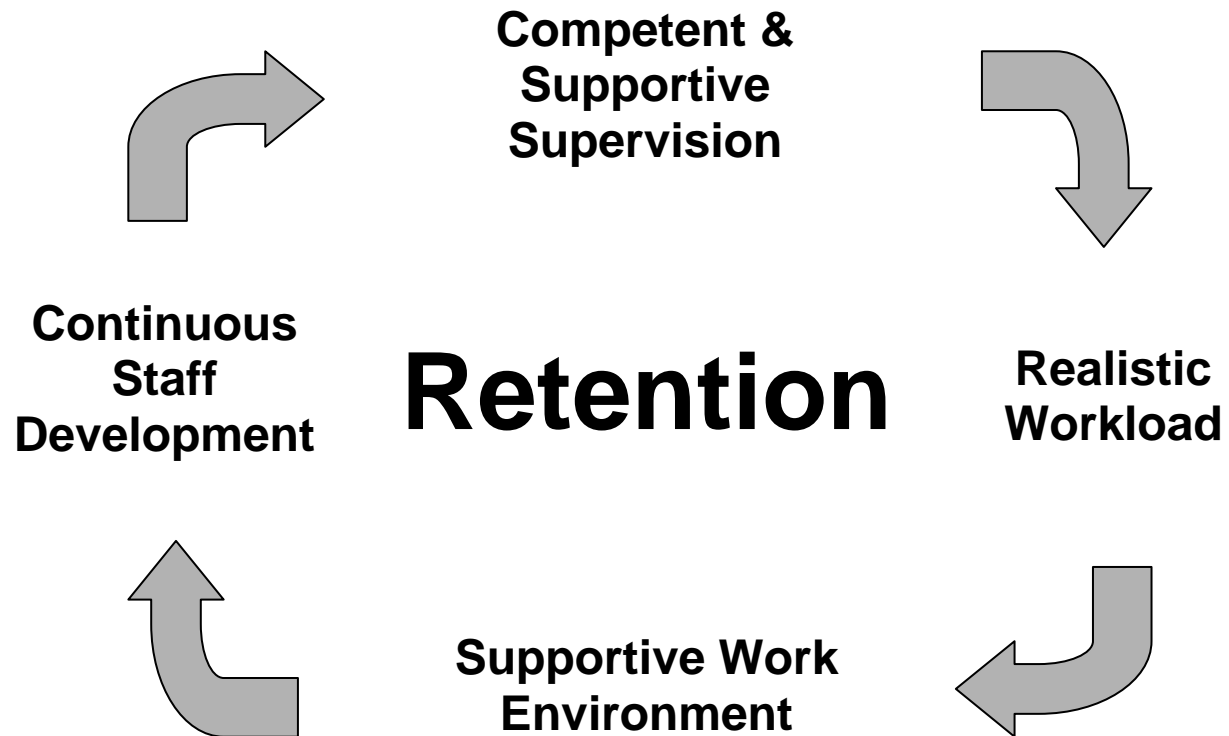 Competent &
Supportive
Supervision
Continuous
Staff
Development
Retention
Realistic
Workload
Supportive Work
Environment